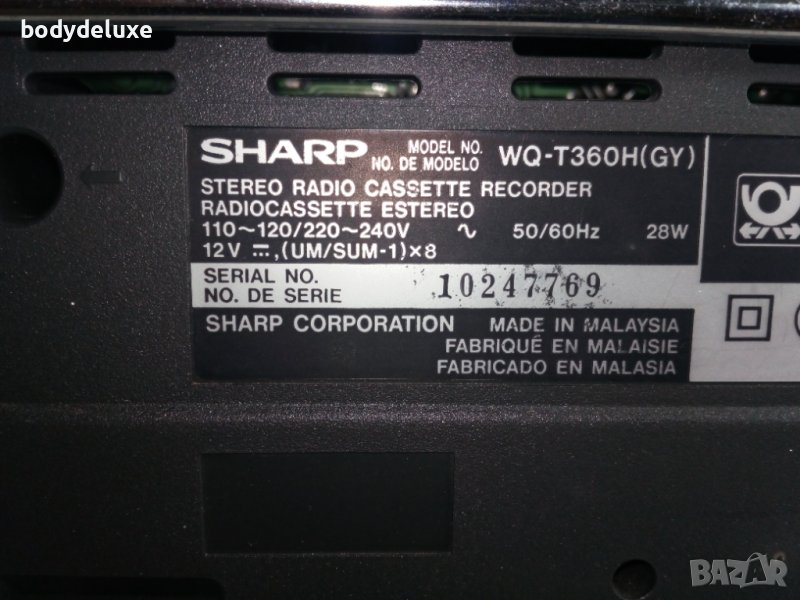 bodydeluxe
SHARP MODEL NO. NO. DE MODELO WQ-T360H(GY)
STEREO RADIO CASSETTE RECORDER
RADIOCASSETTE ESTEREO
110~120/220~240V ∿ 50/60Hz 28W
12V ⎓,(UM/SUM-1)×8
SERIAL NO.
NO. DE SERIE 10247769
SHARP CORPORATION MADE IN MALAYSIA
FABRIQUÉ EN MALAISIE
FABRICADO EN MALASIA
BAZAR